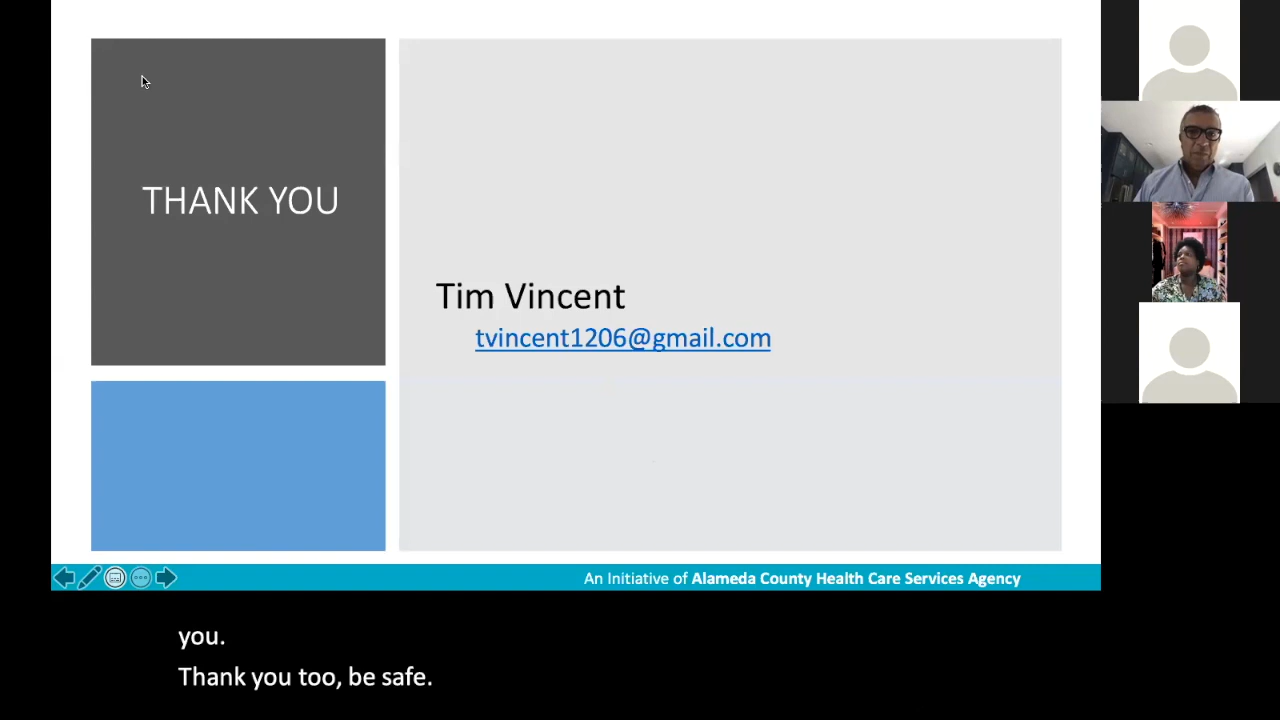 THANK YOU
Tim Vincent
tvincent1206@gmail.com
An Initiative of Alameda County Health Care Services Agency
you.
Thank you too, be safe.